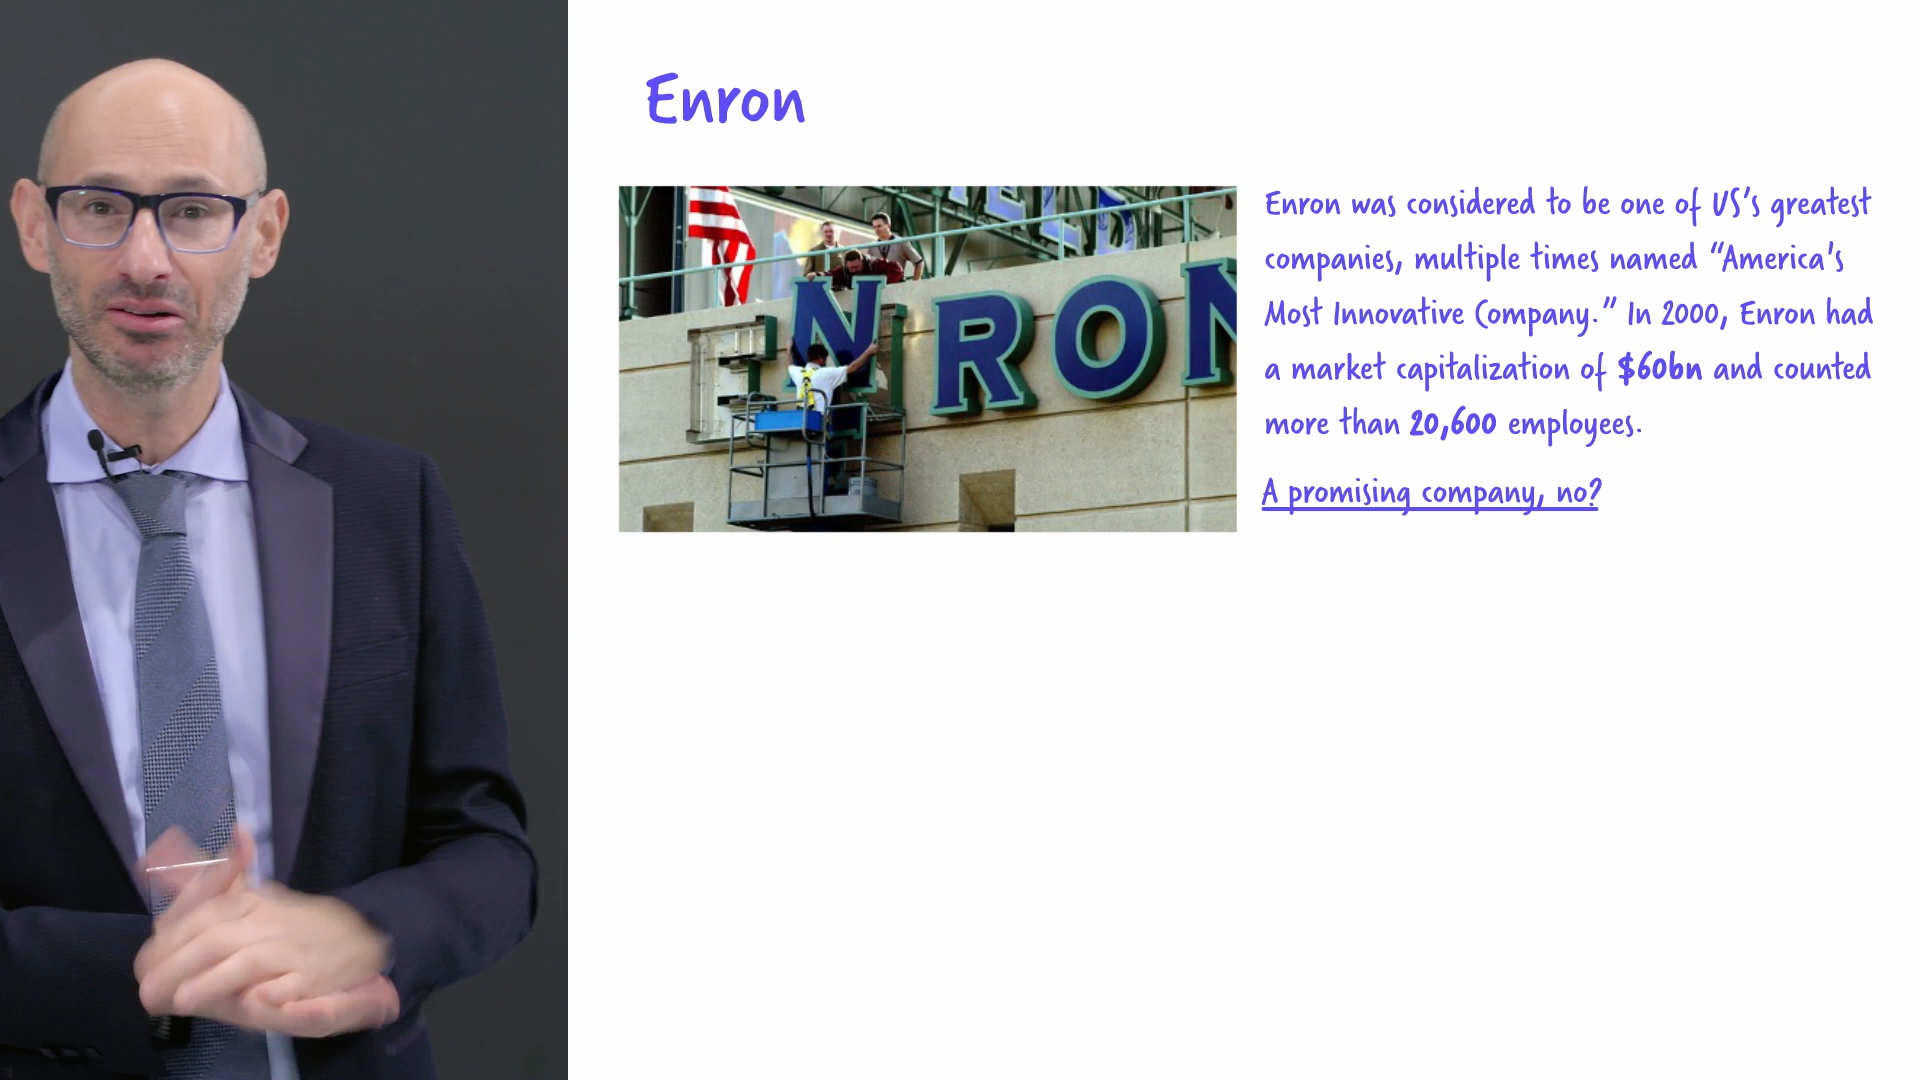 Enron
ENRON
Enron was considered to be one of US's greatest
companies, multiple times named “America's
Most Innovative Company.” In 2000, Enron had
a market capitalization of $60bn and counted
more than 20,600 employees.
A promising company, no?